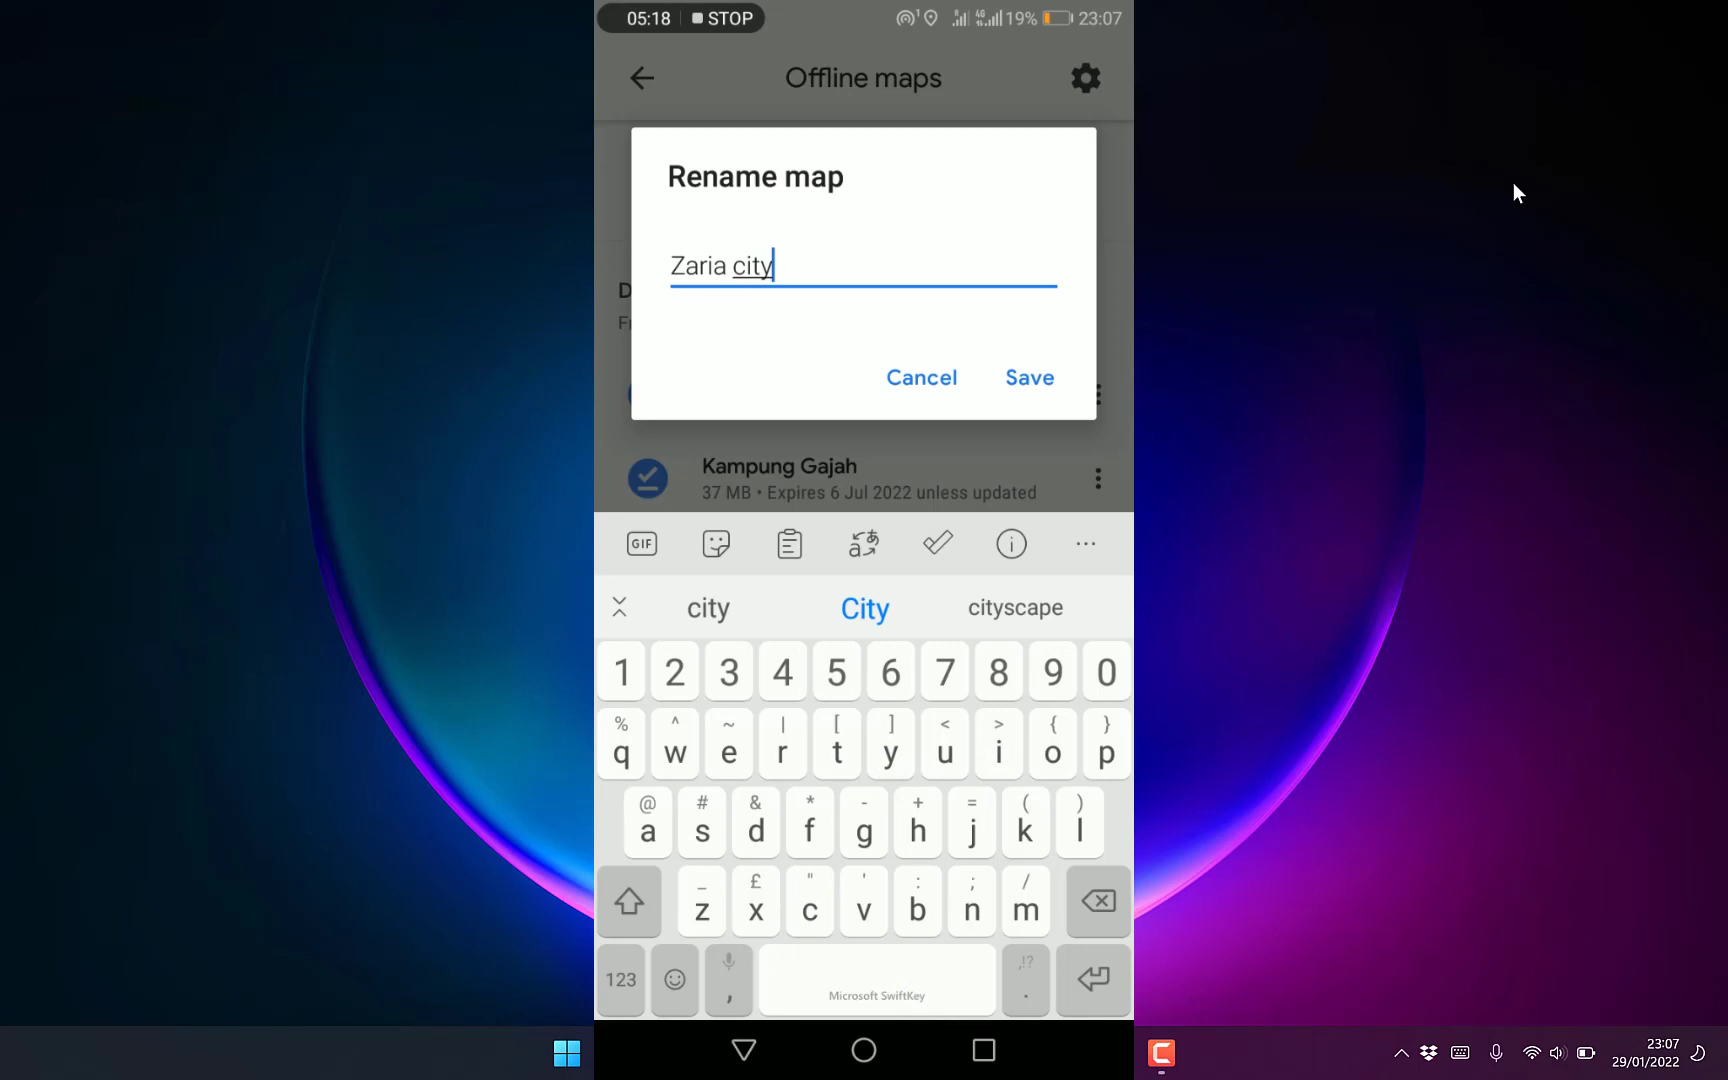 05:18 STOP 4G 19% 23:07
Offline maps
Rename map
Zaria city
D
Fr
Cancel Save
Kampung Gajah
37 MB • Expires 6 Jul 2022 unless updated
GIF
city City cityscape
1 2 3 4 5 6 7 8 9 0
% ^ ~ | [ ] < > { }
q w e r t y u i o p
@ # & * - + = ( )
a s d f g h j k l
_ £ " ' : ; /
z x c v b n m
,!?
123 , Microsoft SwiftKey .
23:07
29/01/2022